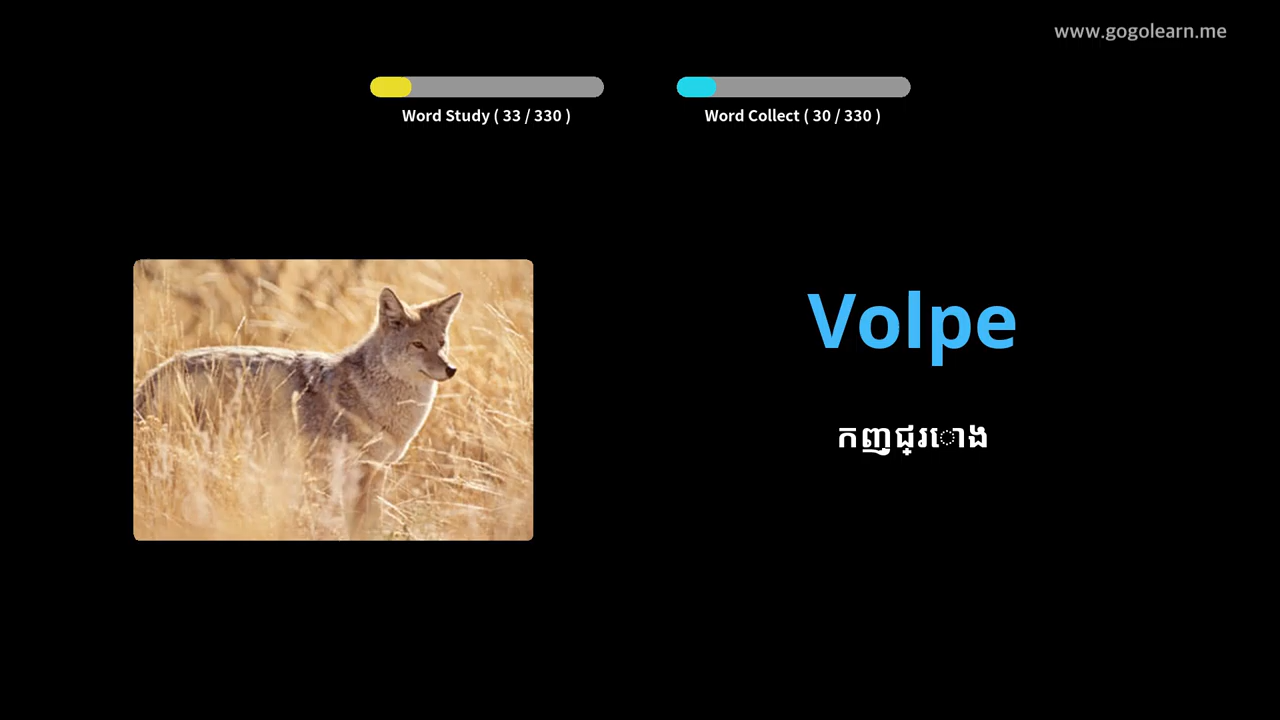 www.gogolearn.me
Word Study ( 33 / 330 )
Word Collect ( 30 / 330 )
Volpe
កញ្ជ្រោង